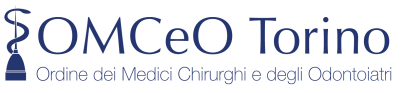 OMCeO Torino
Ordine dei Medici Chirurghi e degli Odontoiatri